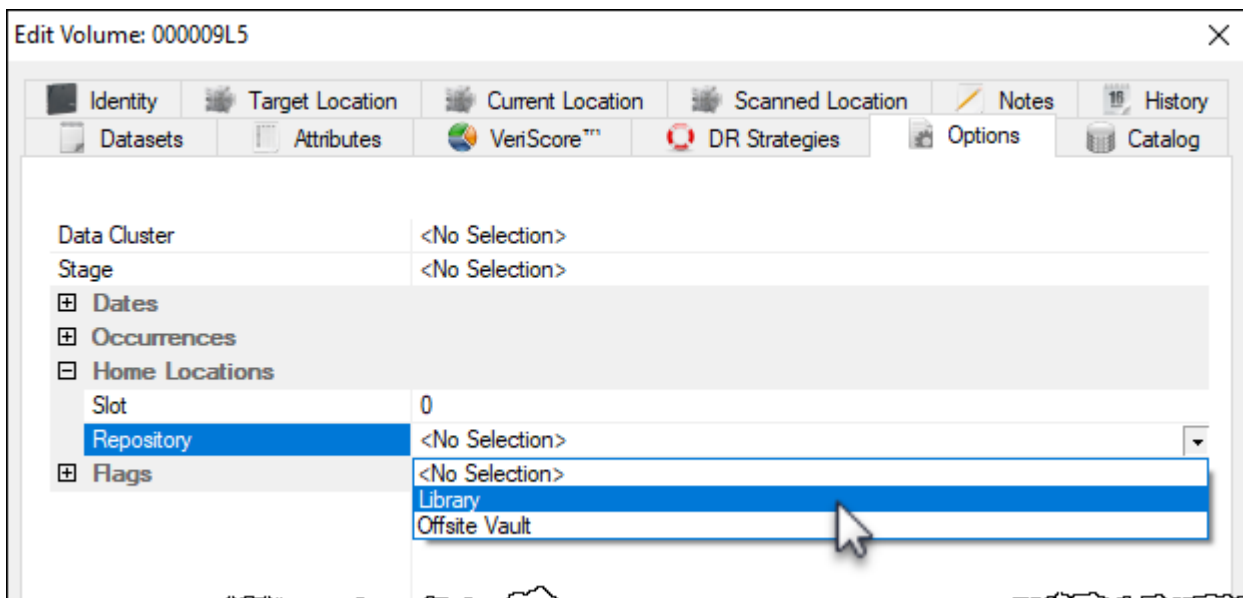 Edit Volume: 000009L5
Identity Target Location Current Location Scanned Location Notes 16 History
Datasets Attributes VeriScore™ DR Strategies Options Catalog
Data Cluster <No Selection>
Stage <No Selection>
Dates
Occurrences
Home Locations
Slot 0
Repository <No Selection>
Flags <No Selection>
Library
Offsite Vault